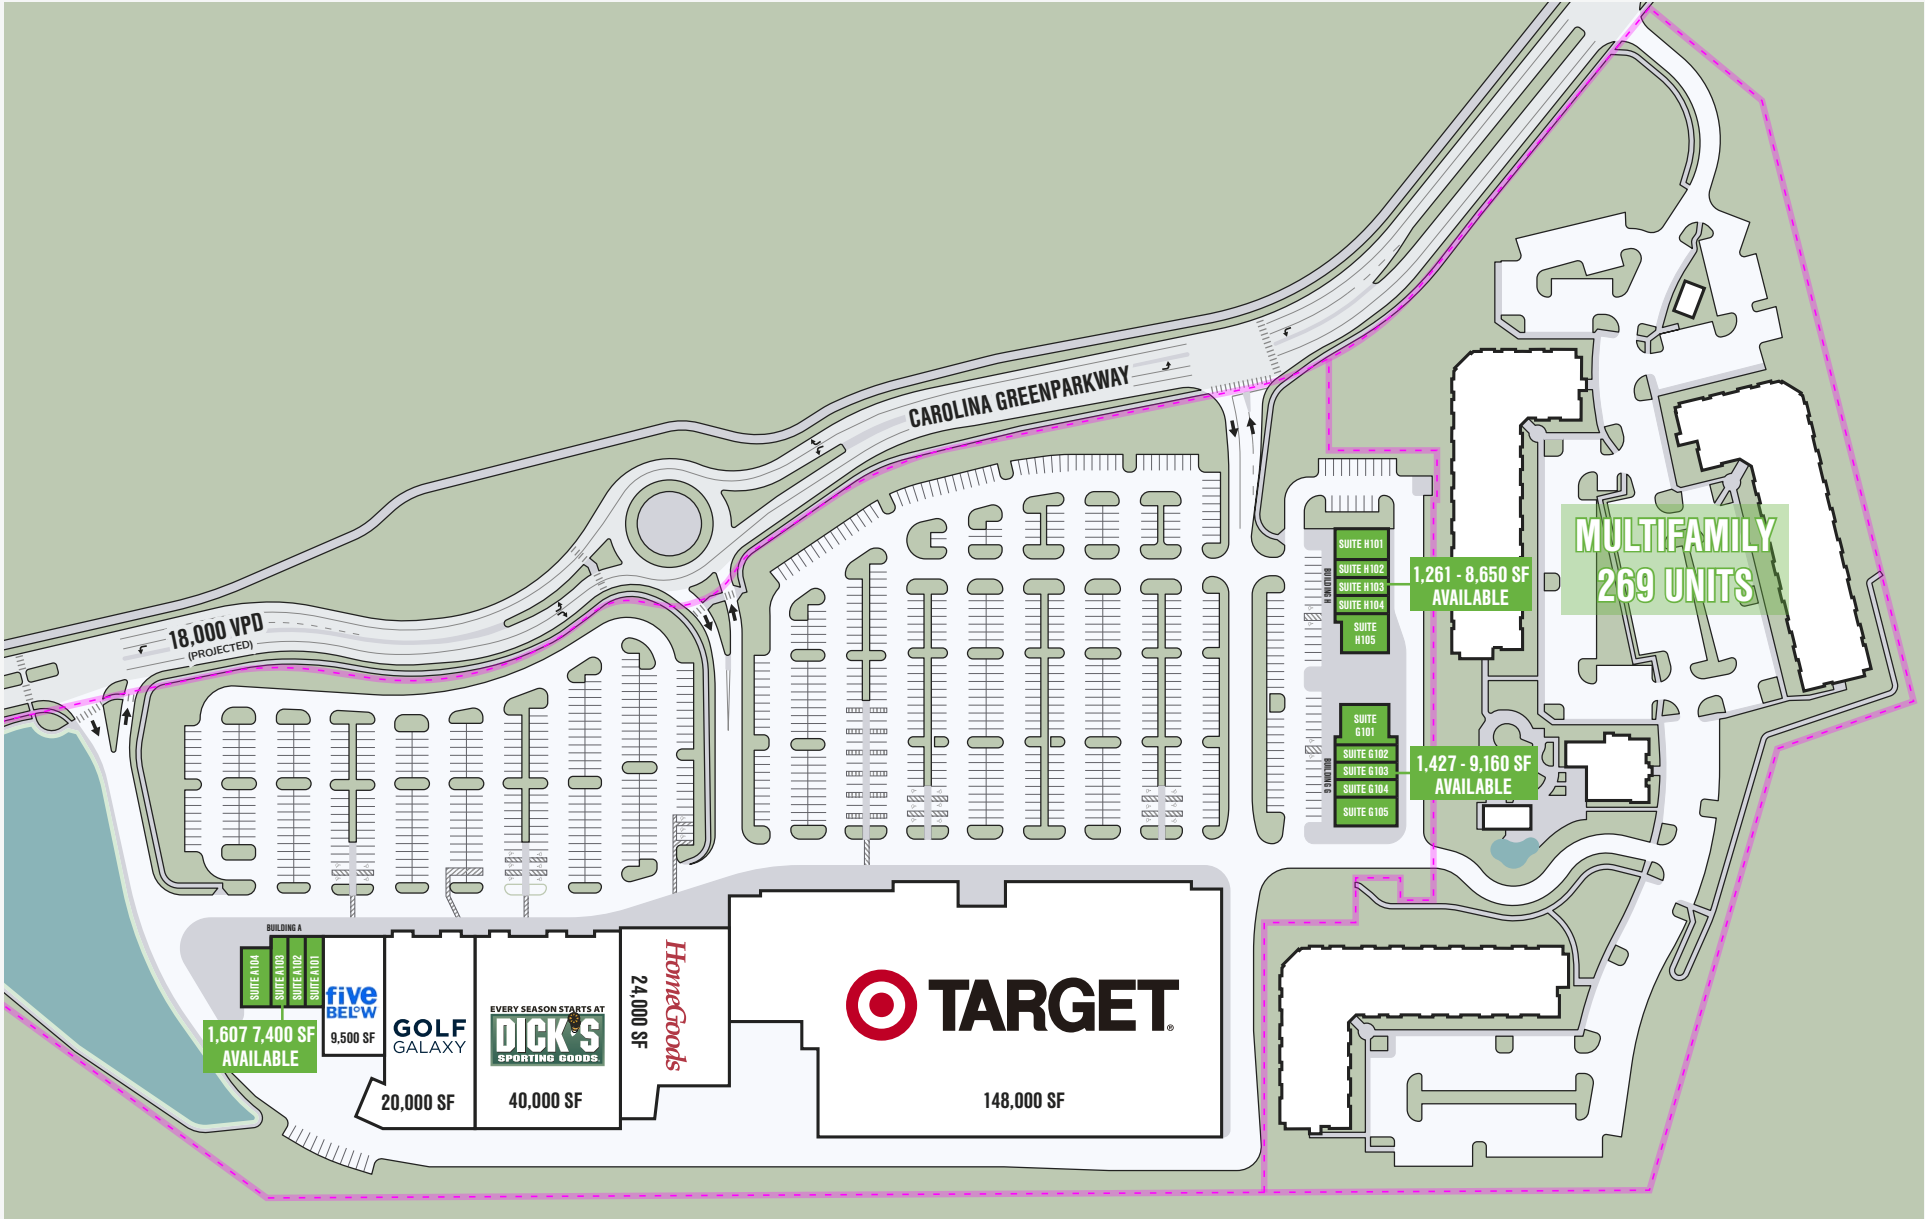 CAROLINA GREENPARKWAY
18,000 VPD
(PROJECTED)
MULTIFAMILY
269 UNITS
SUITE H101
SUITE H102
SUITE H103
SUITE H104
SUITE
H105
BUILDING H
1,261 - 8,650 SF
AVAILABLE
SUITE
G101
SUITE G102
SUITE G103
SUITE G104
SUITE G105
BUILDING G
1,427 - 9,160 SF
AVAILABLE
BUILDING A
SUITE A104
SUITE A103
SUITE A102
SUITE A101
1,607 7,400 SF
AVAILABLE
five
BELOW
9,500 SF
GOLF
GALAXY
20,000 SF
EVERY SEASON STARTS AT
DICK'S
SPORTING GOODS
40,000 SF
HomeGoods
24,000 SF
TARGET
148,000 SF